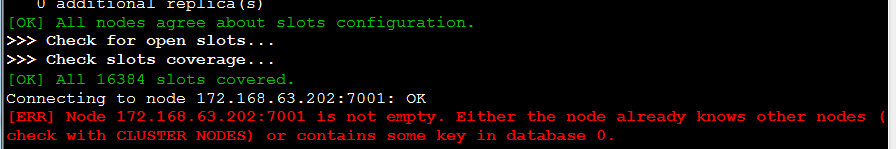 0 additional replica(s)
[OK] All nodes agree about slots configuration.
>>> Check for open slots...
>>> Check slots coverage...
[OK] All 16384 slots covered.
Connecting to node 172.168.63.202:7001: OK
[ERR] Node 172.168.63.202:7001 is not empty. Either the node already knows other nodes (
check with CLUSTER NODES) or contains some key in database 0.